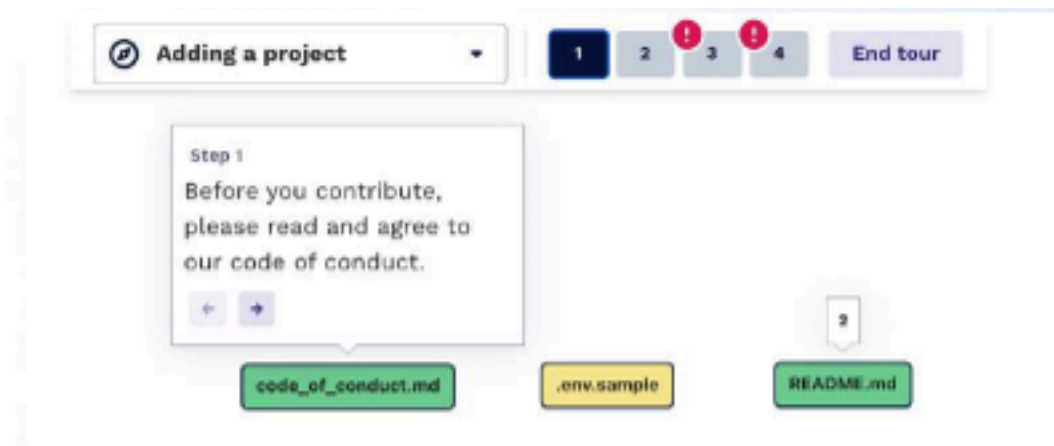 Adding a project
1 2 ! 3 ! 4 End tour
Step 1
Before you contribute,
please read and agree to
our code of conduct.
2
code_of_conduct.md .env.sample README.md